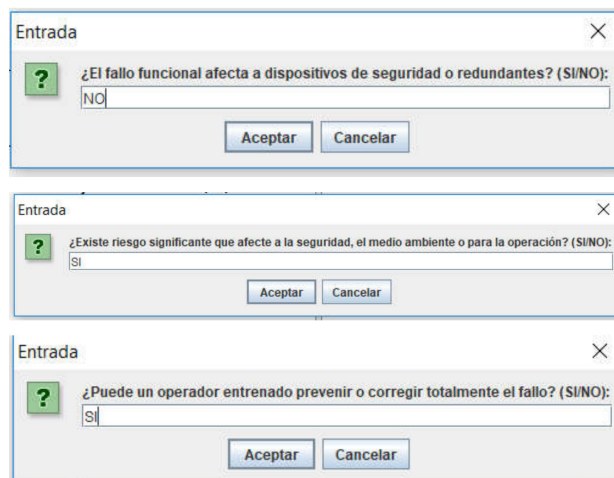 Entrada
¿El fallo funcional afecta a dispositivos de seguridad o redundantes? (SI/NO):
NO
Aceptar Cancelar
Entrada
¿Existe riesgo significante que afecte a la seguridad, el medio ambiente o para la operación? (SI/NO):
SI
Aceptar Cancelar
Entrada
¿Puede un operador entrenado prevenir o corregir totalmente el fallo? (SI/NO):
SI
Aceptar Cancelar